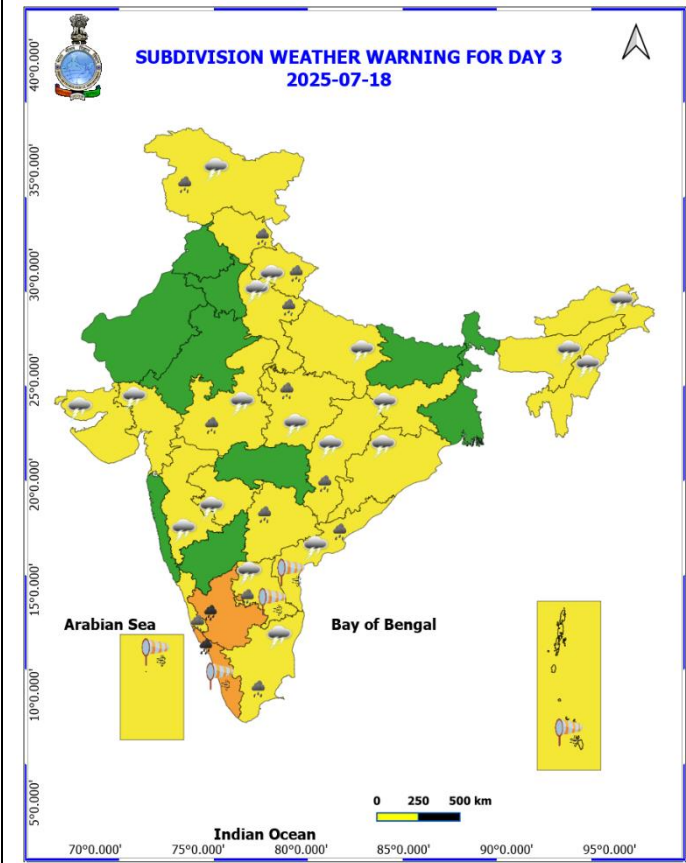 SUBDIVISION WEATHER WARNING FOR DAY 3
2025-07-18
40°0.000'
35°0.000'
30°0.000'
25°0.000'
20°0.000'
15°0.000'
10°0.000'
5°0.000'
Arabian Sea
Bay of Bengal
0 250 500 km
Indian Ocean
70°0.000' 75°0.000' 80°0.000' 85°0.000' 90°0.000' 95°0.000'